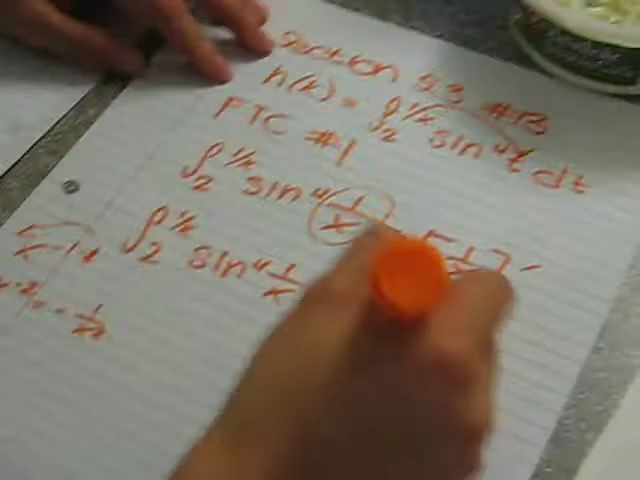 Section 5.3 #13
h(x) = ∫₂^{1/x} sin⁴t dt
FTC #1
∫₂^{1/x} sin⁴ 1/x · [1/x]'
∫₂^{1/x} sin⁴ 1/x